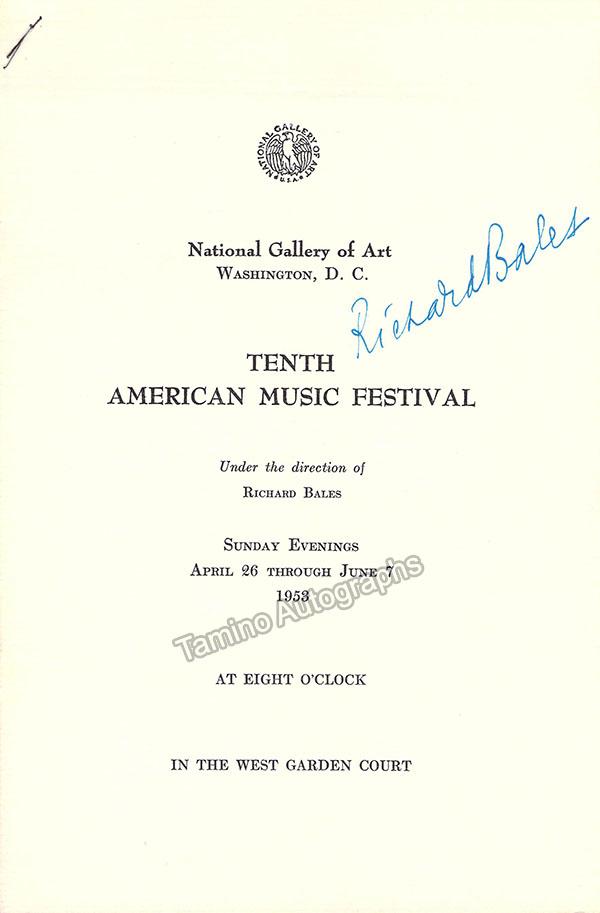 NATIONAL GALLERY OF ART
U.S.A.
National Gallery of Art
WASHINGTON, D. C.
Richard Bales
TENTH
AMERICAN MUSIC FESTIVAL
Under the direction of
RICHARD BALES
SUNDAY EVENINGS
APRIL 26 THROUGH JUNE 7
1953
Tamino Autographs
AT EIGHT O'CLOCK
IN THE WEST GARDEN COURT